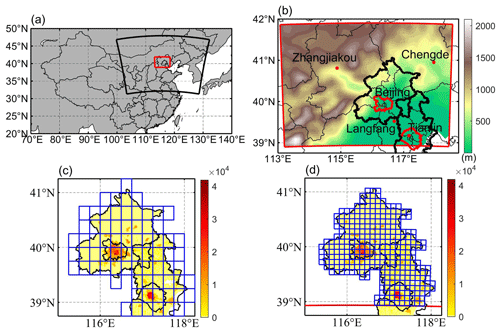 (a)
50°N
45°N
40°N
35°N
30°N
25°N
20°N
70°E 80°E 90°E 100°E 110°E 120°E 130°E 140°E
(b)
42°N
41°N
40°N
39°N
113°E 115°E 117°E
Zhangjiakou
Chengde
Beijing
Langfang
Tianjin
2000
1500
1000
500
(m)
(c)
41°N
40°N
39°N
116°E 118°E
× 10⁴
4
3
2
1
0
(d)
41°N
40°N
39°N
116°E 118°E
× 10⁴
4
3
2
1
0